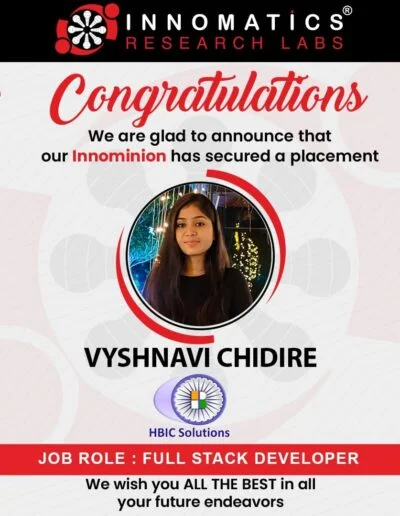 INNOMATICS®
RESEARCH LABS
Congratulations
We are glad to announce that
our Innominion has secured a placement
VYSHNAVI CHIDIRE
HBIC Solutions
JOB ROLE : FULL STACK DEVELOPER
We wish you ALL THE BEST in all
your future endeavors